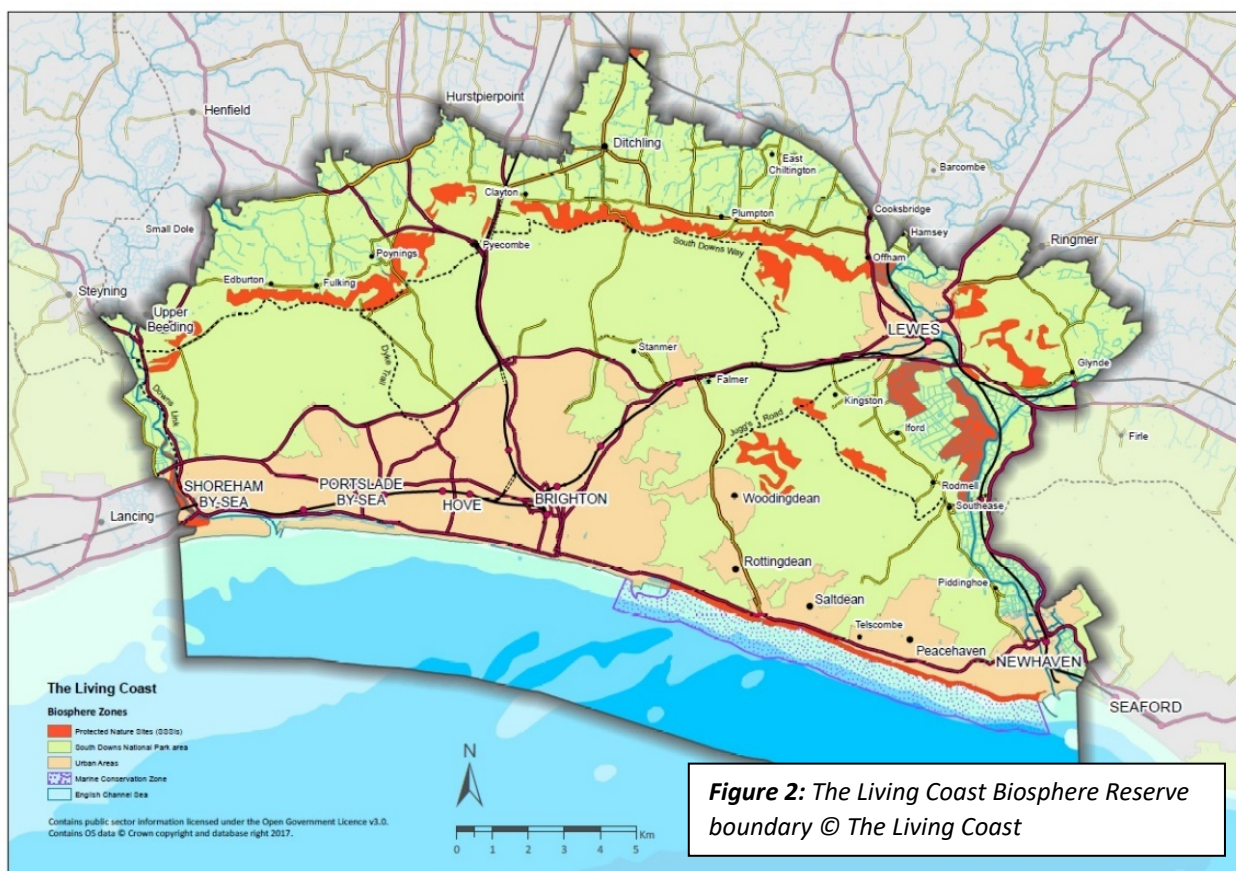 Henfield
Hurstpierpoint
Ditchling
East
Chiltington
Barcombe
Clayton
Plumpton
Cooksbridge
Hamsey
Ringmer
Small Dole
Poynings
Pyecombe
South Downs Way
Offham
Steyning
Edburton
Fulking
Upper
Beeding
LEWES
Stanmer
Glynde
Dyke Trail
Falmer
Downs Link
Kingston
Jugg's Road
Iford
Firle
SHOREHAM
BY-SEA
PORTSLADE
BY-SEA
HOVE
BRIGHTON
Woodingdean
Rodmell
Southease
Lancing
Rottingdean
Piddinghoe
Saltdean
Telscombe
Peacehaven
NEWHAVEN
SEAFORD
The Living Coast
Biosphere Zones
Protected Nature Sites (SSSIs)
South Downs National Park area
Urban Areas
Marine Conservation Zone
English Channel Sea
Contains public sector information licensed under the Open Government Licence v3.0.
Contains OS data © Crown copyright and database right 2017.
N
0 1 2 3 4 5 Km
Figure 2: The Living Coast Biosphere Reserve
boundary © The Living Coast